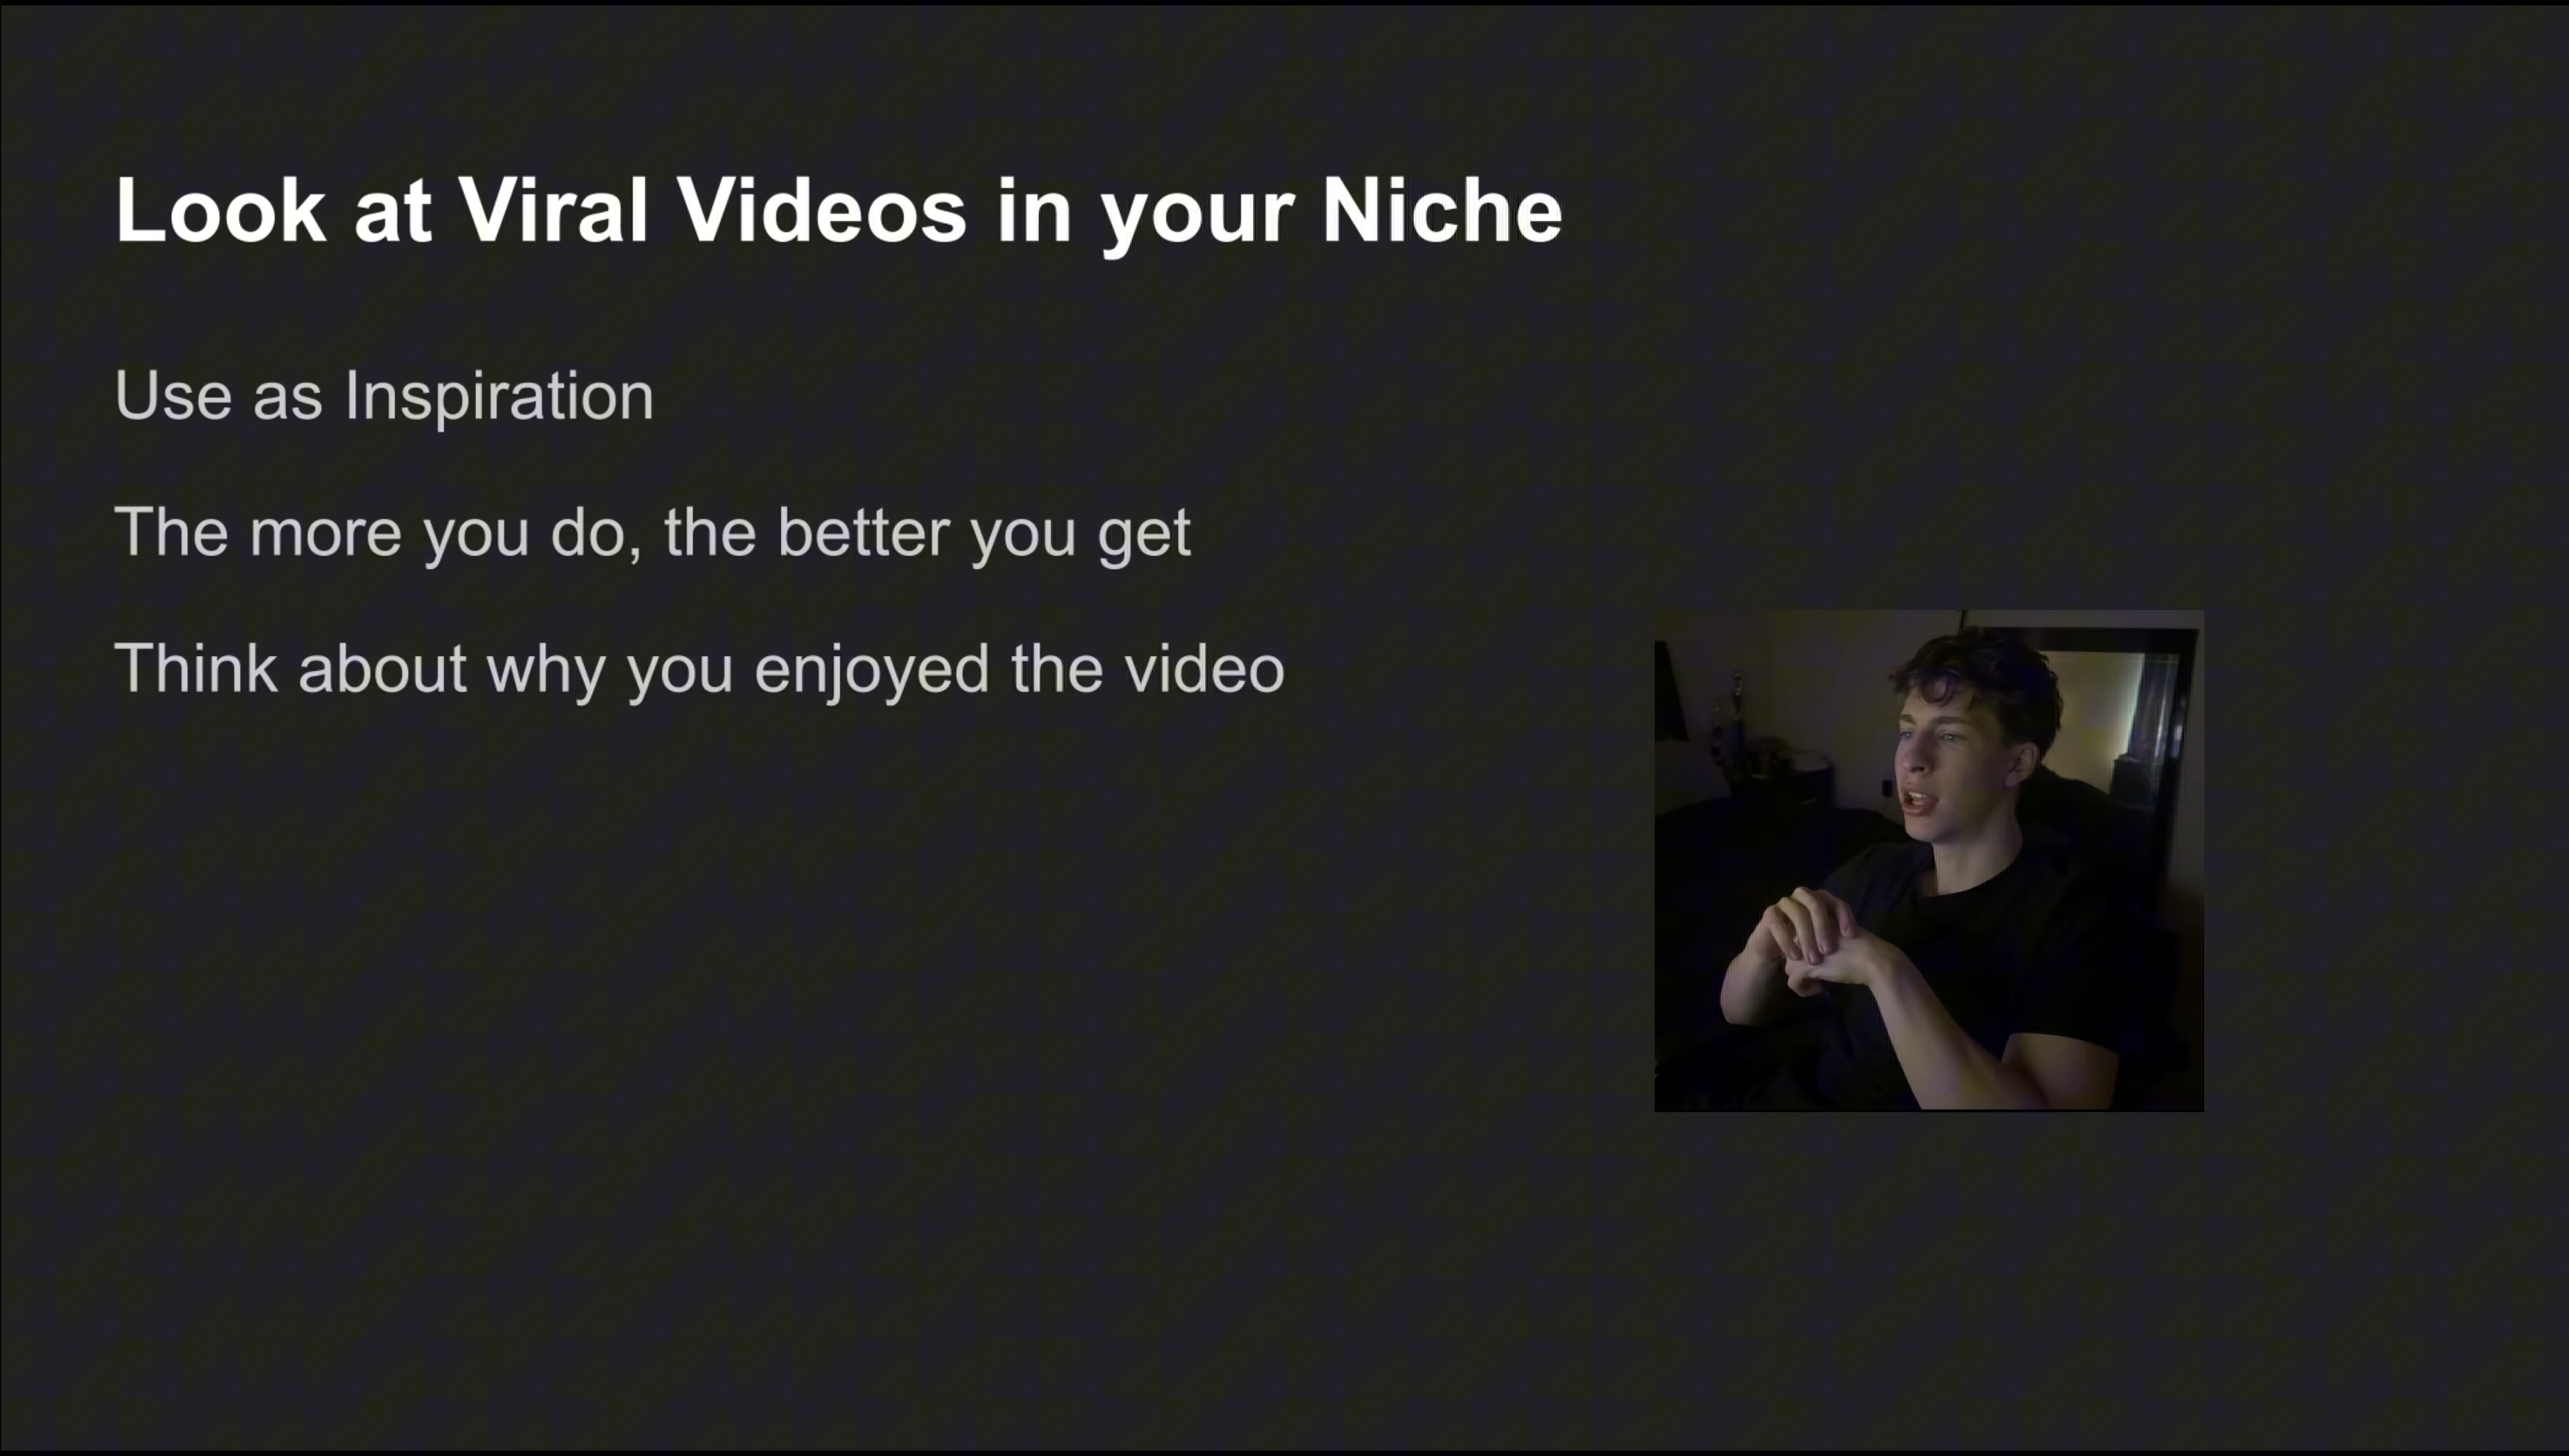 Look at Viral Videos in your Niche
Use as Inspiration
The more you do, the better you get
Think about why you enjoyed the video